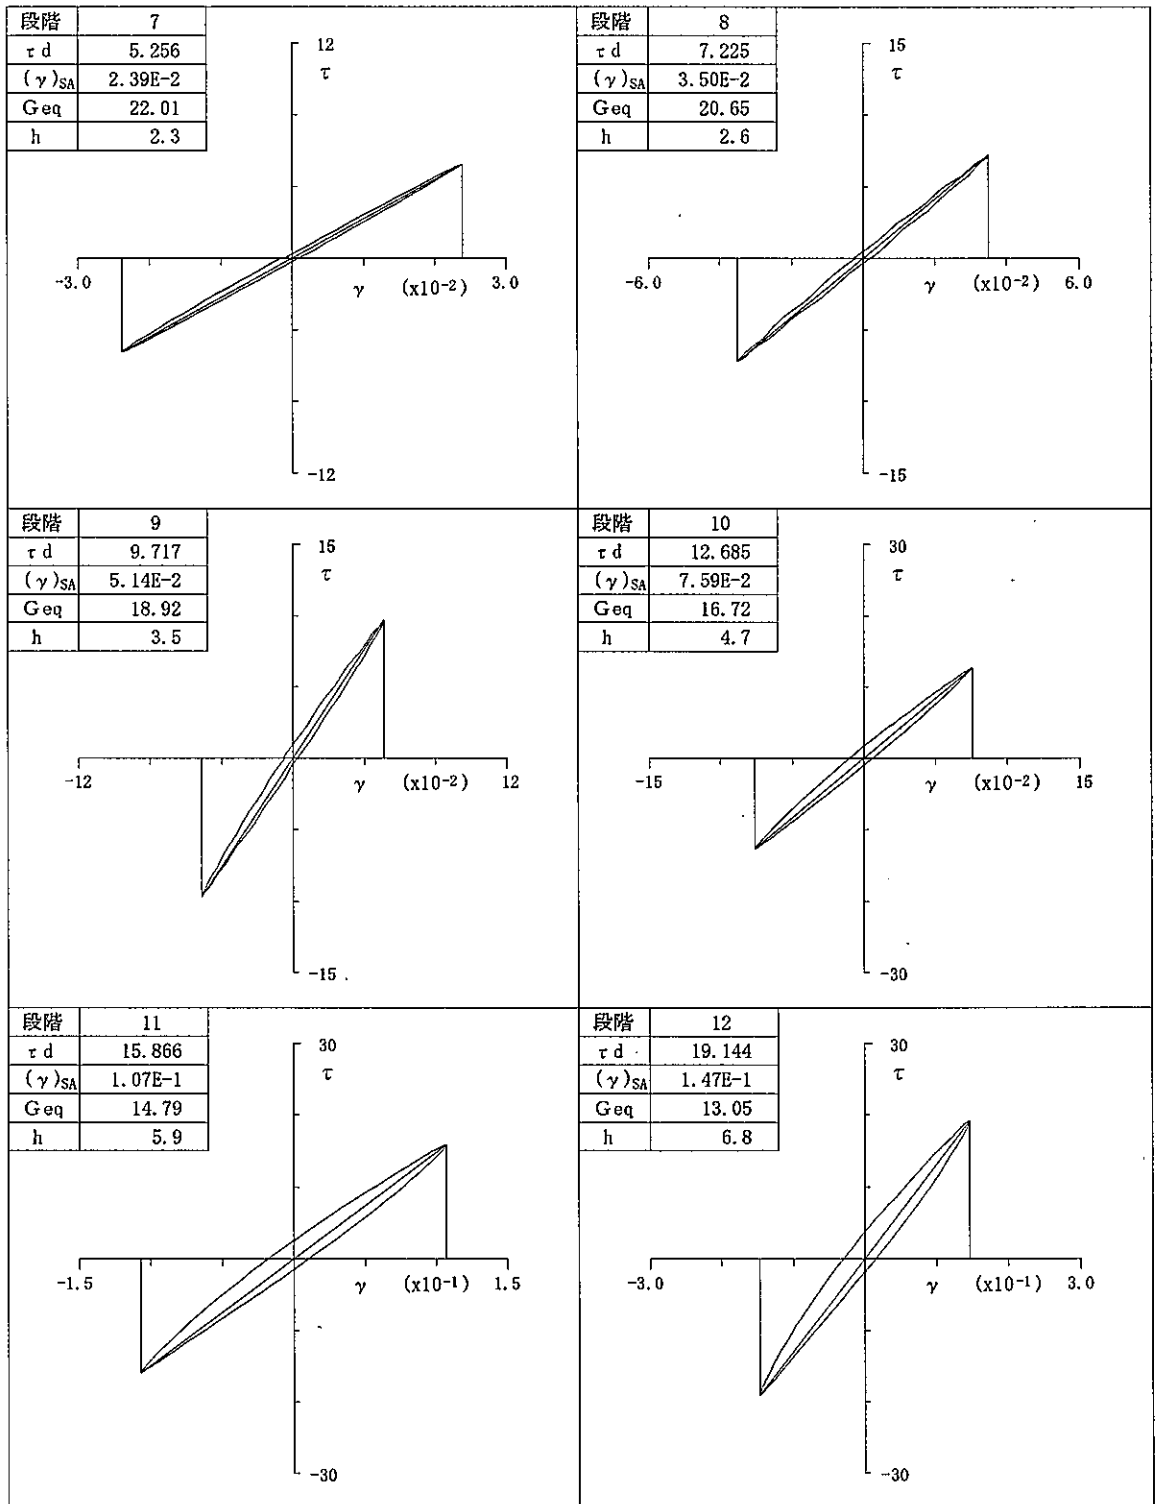 段階 7
τd 5.256
(γ)SA 2.39E-2
Geq 22.01
h 2.3
12
τ
-3.0 γ (x10-2) 3.0
-12
段階 8
τd 7.225
(γ)SA 3.50E-2
Geq 20.65
h 2.6
15
τ
-6.0 γ (x10-2) 6.0
-15
段階 9
τd 9.717
(γ)SA 5.14E-2
Geq 18.92
h 3.5
15
τ
-12 γ (x10-2) 12
-15
段階 10
τd 12.685
(γ)SA 7.59E-2
Geq 16.72
h 4.7
30
τ
-15 γ (x10-2) 15
-30
段階 11
τd 15.866
(γ)SA 1.07E-1
Geq 14.79
h 5.9
30
τ
-1.5 γ (x10-1) 1.5
-30
段階 12
τd 19.144
(γ)SA 1.47E-1
Geq 13.05
h 6.8
30
τ
-3.0 γ (x10-1) 3.0
-30